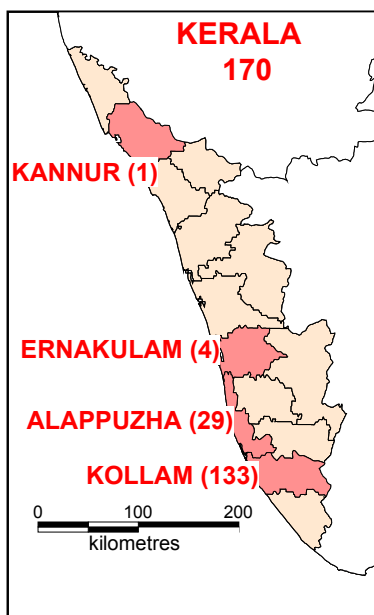 KERALA
170
KANNUR (1)
ERNAKULAM (4)
ALAPPUZHA (29)
KOLLAM (133)
0 100 200
kilometres